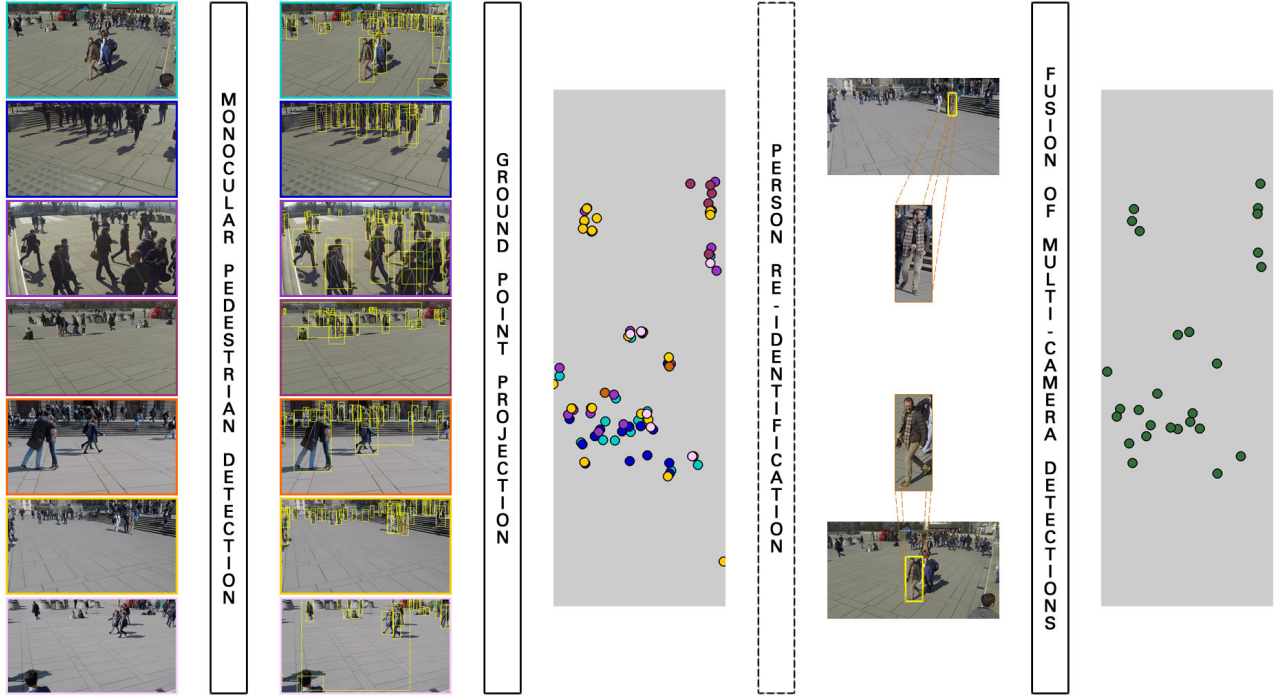 MONOCULAR PEDESTRIAN DETECTION
GROUND POINT PROJECTION
PERSON RE-IDENTIFICATION
FUSION OF MULTI-CAMERA DETECTIONS